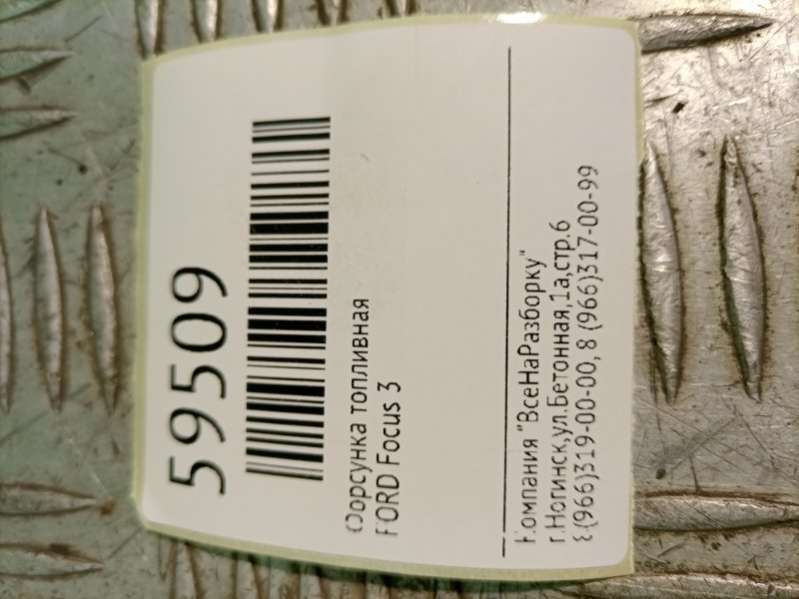 59509
Форсунка топливная
FORD Focus 3
Компания "ВсеНаРазборку"
г.Ногинск,ул.Бетонная,1а,стр.6
8(966)319-00-00, 8 (966)317-00-99